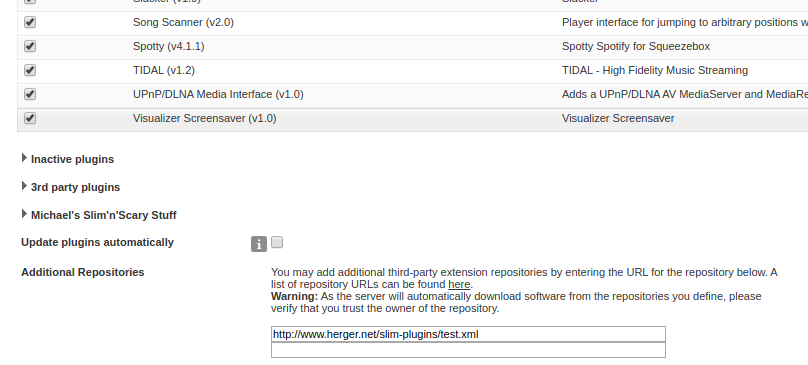 Slacker (v1.0) Slacker
Song Scanner (v2.0) Player interface for jumping to arbitrary positions w
Spotty (v4.1.1) Spotty Spotify for Squeezebox
TIDAL (v1.2) TIDAL - High Fidelity Music Streaming
UPnP/DLNA Media Interface (v1.0) Adds a UPnP/DLNA AV MediaServer and MediaRe
Visualizer Screensaver (v1.0) Visualizer Screensaver
Inactive plugins
3rd party plugins
Michael's Slim'n'Scary Stuff
Update plugins automatically i
Additional Repositories
You may add additional third-party extension repositories by entering the URL for the repository below. A
list of repository URLs can be found here.
Warning: As the server will automatically download software from the repositories you define, please
verify that you trust the owner of the repository.
http://www.herger.net/slim-plugins/test.xml